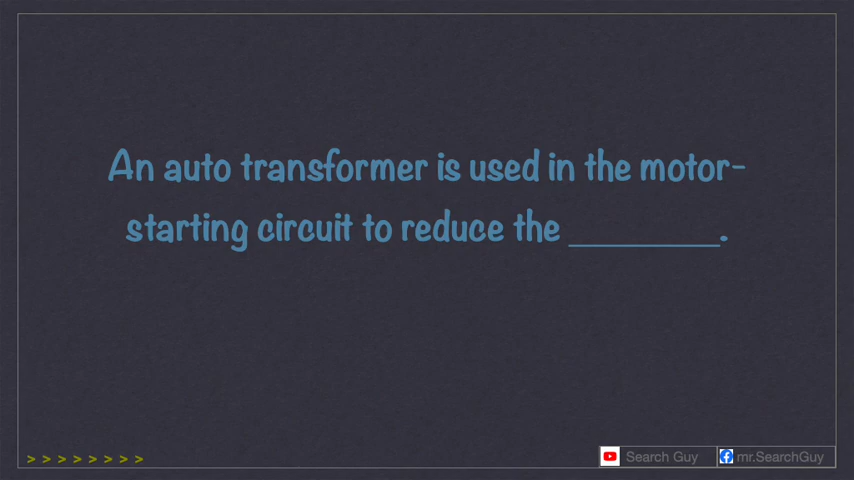 An auto transformer is used in the motor-
starting circuit to reduce the ________.
> > > > > > > >
Search Guy
mr.SearchGuy